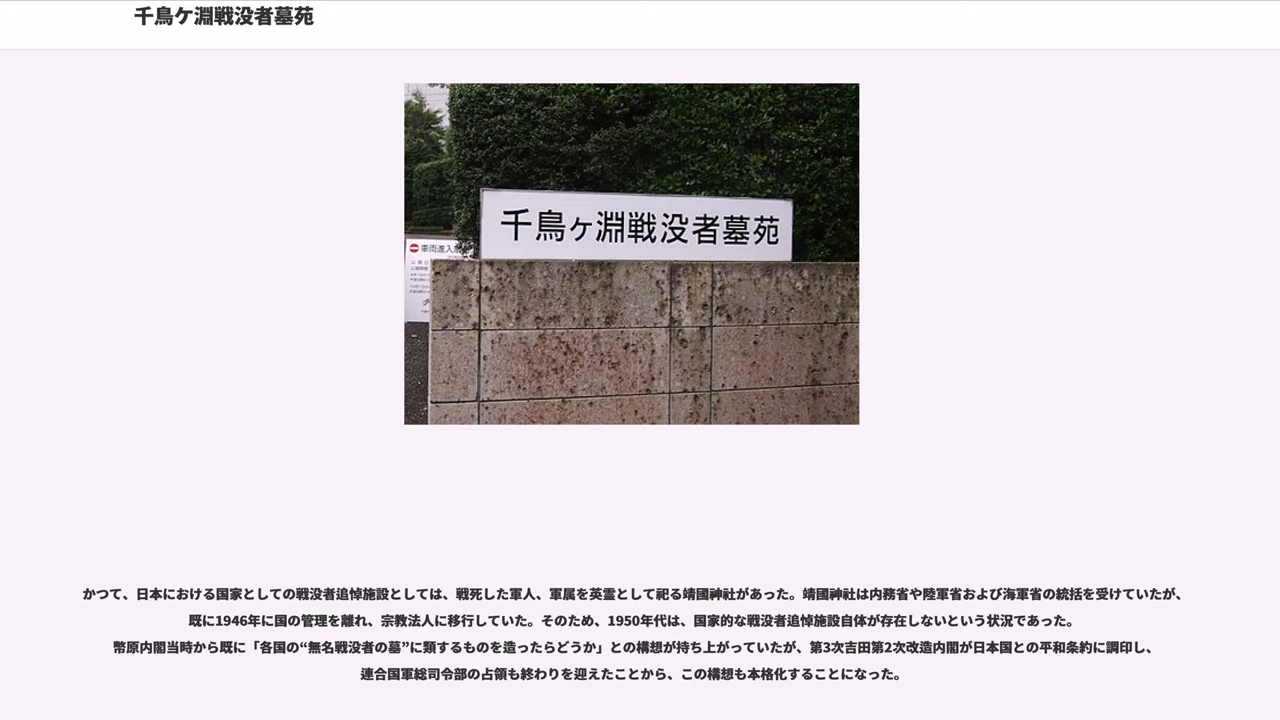 千鳥ケ淵戦没者墓苑
千鳥ヶ淵戦没者墓苑
車両進入
かつて、日本における国家としての戦没者追悼施設としては、戦死した軍人、軍属を英霊として祀る靖國神社があった。靖國神社は内務省や陸軍省および海軍省の統括を受けていたが、
既に1946年に国の管理を離れ、宗教法人に移行していた。そのため、1950年代は、国家的な戦没者追悼施設自体が存在しないという状況であった。
幣原内閣当時から既に「各国の“無名戦没者の墓”に類するものを造ったらどうか」との構想が持ち上がっていたが、第3次吉田第2次改造内閣が日本国との平和条約に調印し、
連合国軍総司令部の占領も終わりを迎えたことから、この構想も本格化することになった。